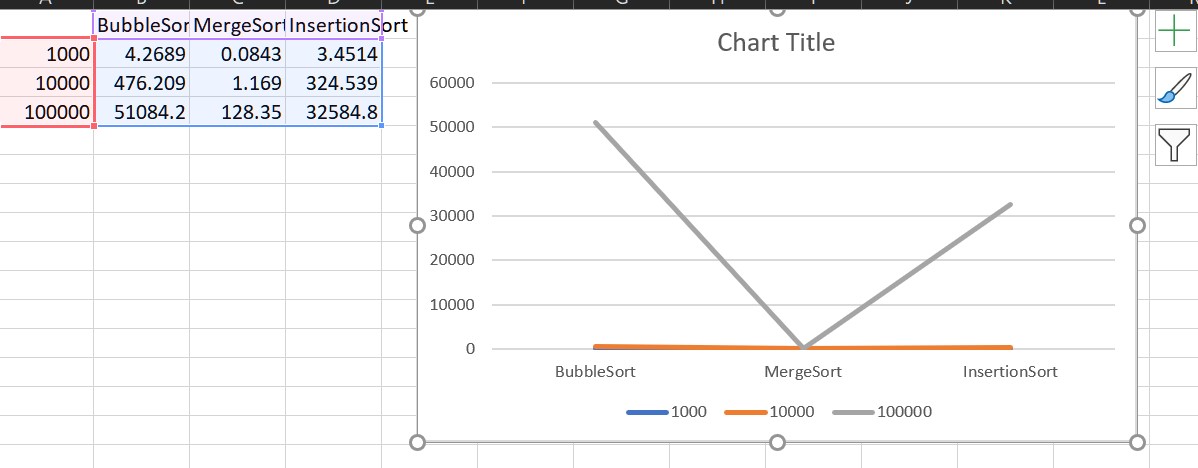 BubbleSor MergeSort InsertionSort
1000 4.2689 0.0843 3.4514
10000 476.209 1.169 324.539
100000 51084.2 128.35 32584.8
Chart Title
60000
50000
40000
30000
20000
10000
0
BubbleSort MergeSort InsertionSort
1000 10000 100000